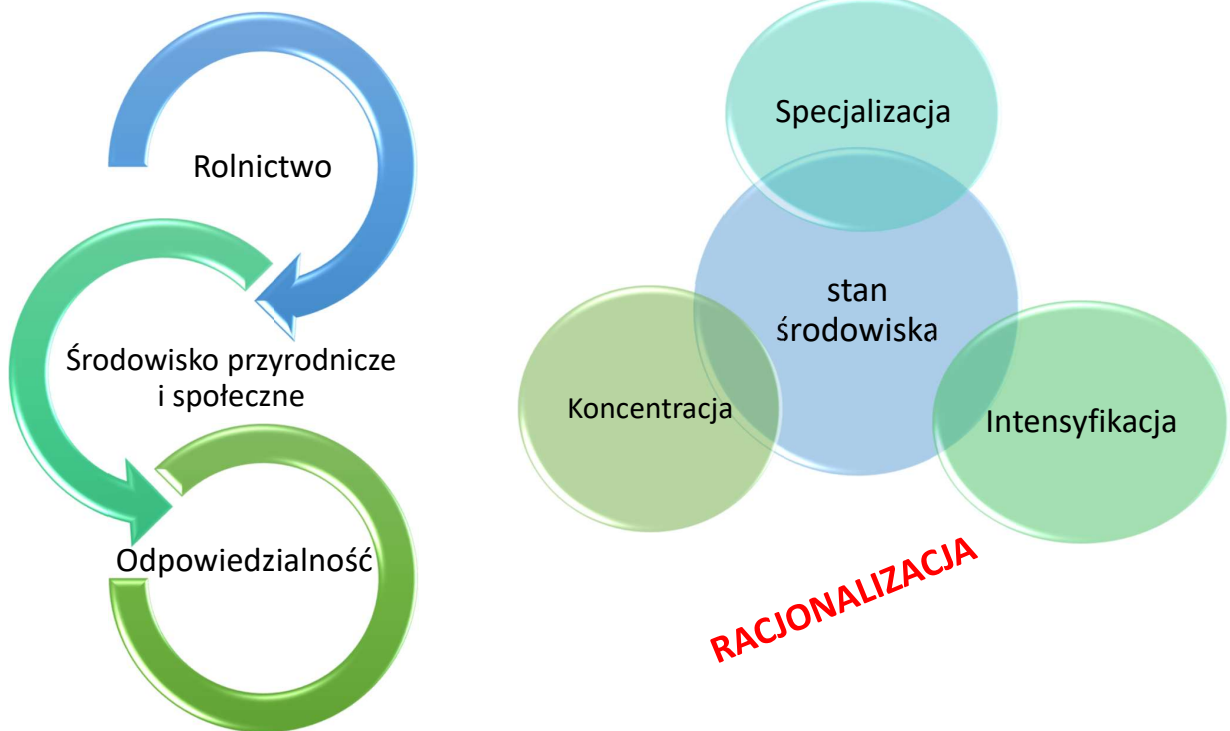 Rolnictwo
Środowisko przyrodnicze
i społeczne
Odpowiedzialność
Specjalizacja
stan
środowiska
Koncentracja
Intensyfikacja
RACJONALIZACJA